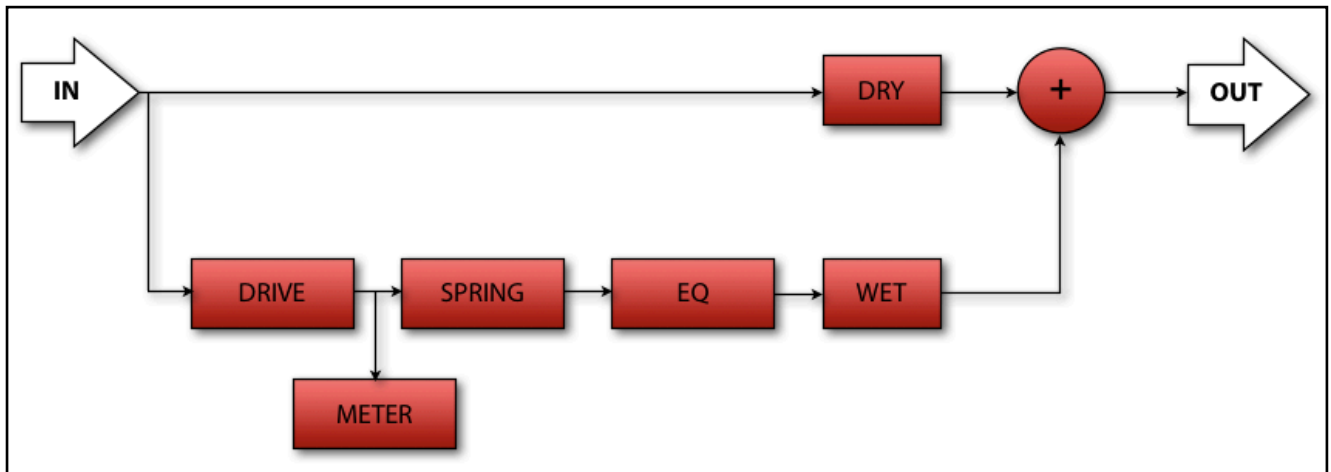 IN
DRY
+
OUT
DRIVE
SPRING
EQ
WET
METER